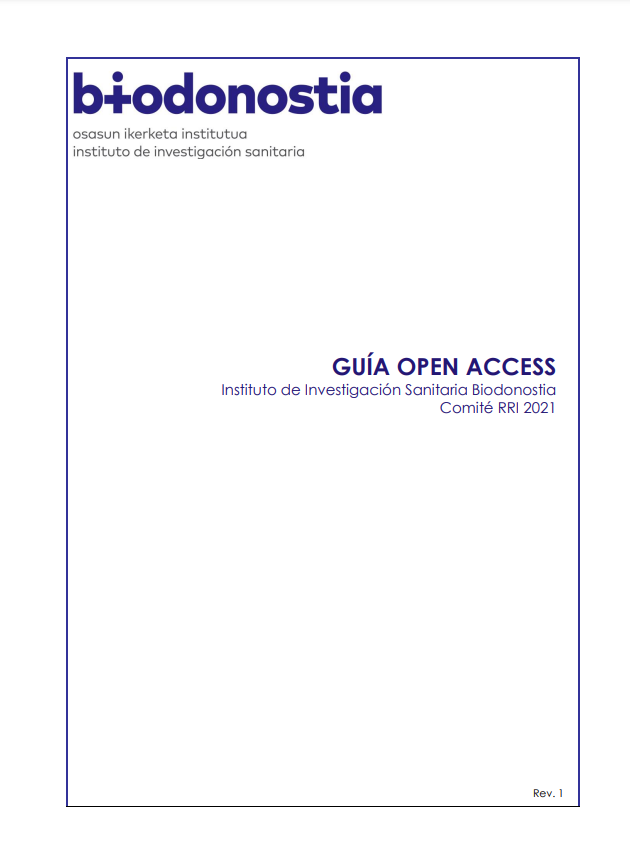 biodonostia
osasun ikerketa institutua
instituto de investigación sanitaria
GUÍA OPEN ACCESS
Instituto de Investigación Sanitaria Biodonostia
Comité RRI 2021
Rev. 1